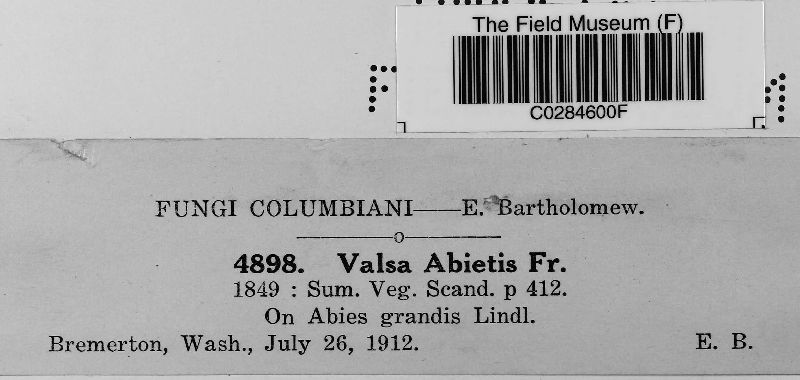 The Field Museum (F)
C0284600F
FUNGI COLUMBIANI——E. Bartholomew.
4898. Valsa Abietis Fr.
1849 : Sum. Veg. Scand. p 412.
On Abies grandis Lindl.
Bremerton, Wash., July 26, 1912. E. B.